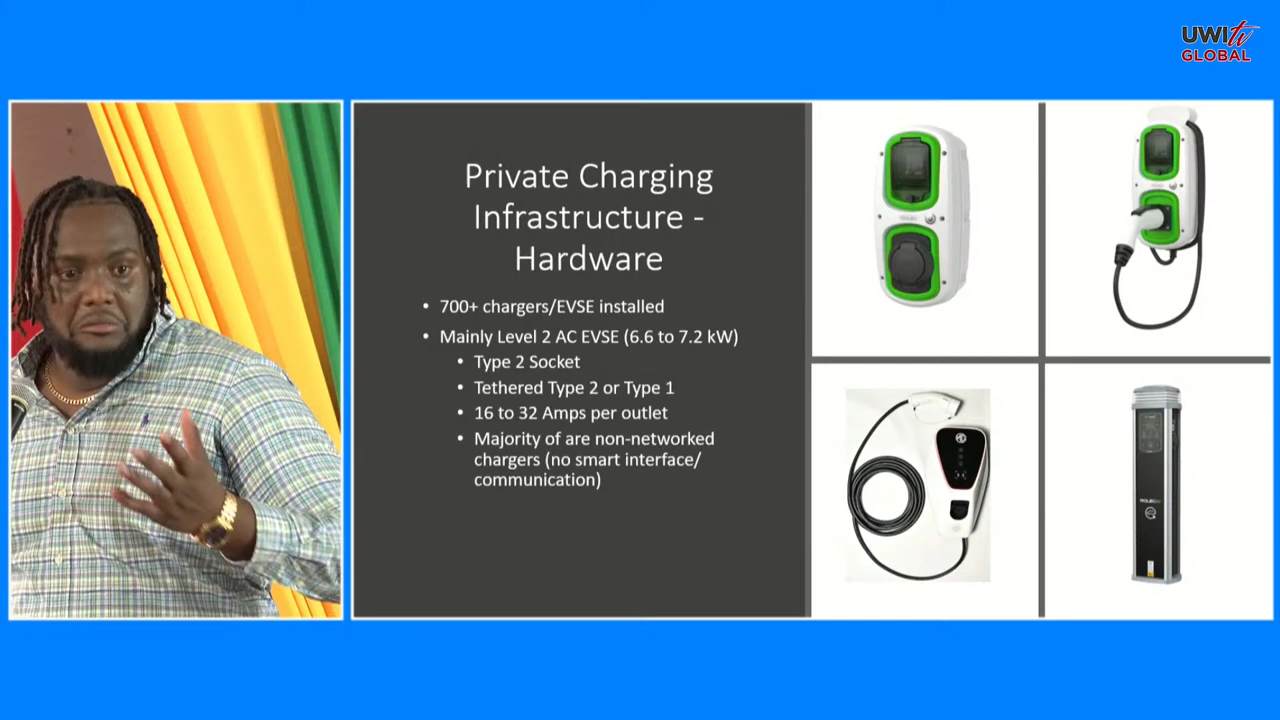 UWItv
GLOBAL
Private Charging
Infrastructure -
Hardware
• 700+ chargers/EVSE installed
• Mainly Level 2 AC EVSE (6.6 to 7.2 kW)
• Type 2 Socket
• Tethered Type 2 or Type 1
• 16 to 32 Amps per outlet
• Majority of are non-networked
chargers (no smart interface/
communication)